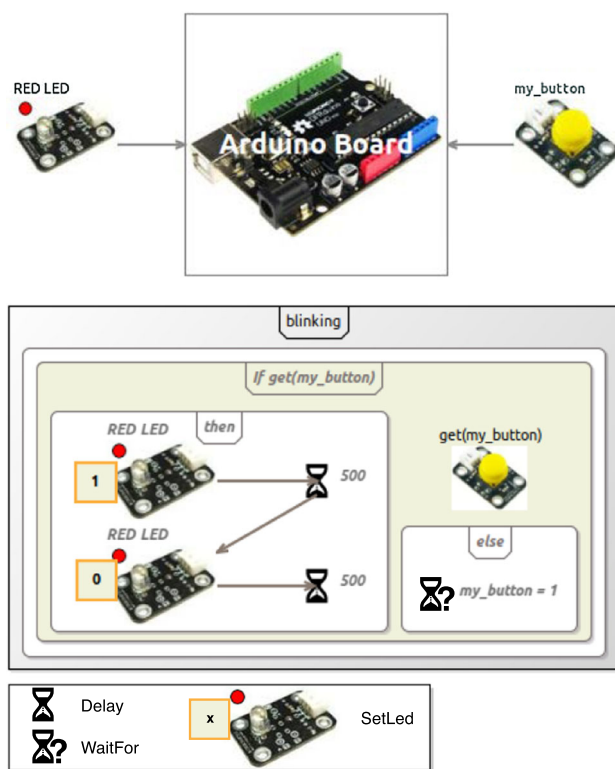 RED LED
my_button
Arduino Board
blinking
If get(my_button)
then
RED LED
1
500
RED LED
0
500
get(my_button)
else
my_button = 1
Delay
WaitFor
x
SetLed